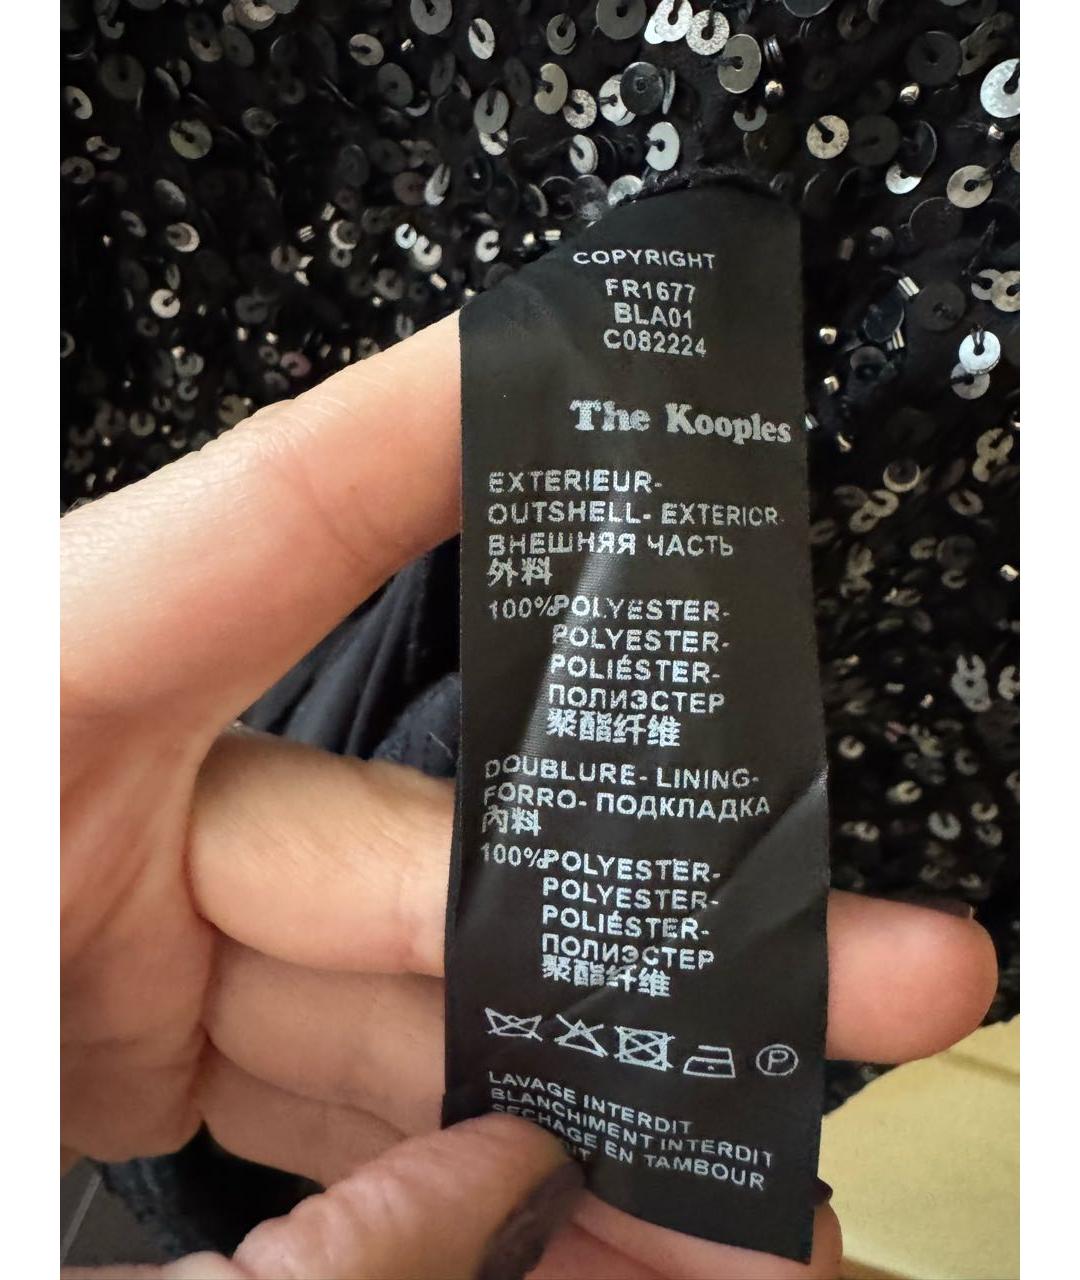 COPYRIGHT
FR1677
BLA01
C082224
The Kooples
EXTERIEUR-
OUTSHELL- EXTERIOR-
ВНЕШНЯЯ ЧАСТЬ
外料
100%POLYESTER-
POLYESTER-
POLIÉSTER-
ПОЛИЭСТЕР
聚酯纤维
DOUBLURE- LINING-
FORRO- ПОДКЛАДКА
內料
100%POLYESTER-
POLYESTER-
POLIÉSTER-
ПОЛИЭСТЕР
聚酯纤维
P
LAVAGE INTERDIT
BLANCHIMENT INTERDIT
SECHAGE EN TAMBOUR